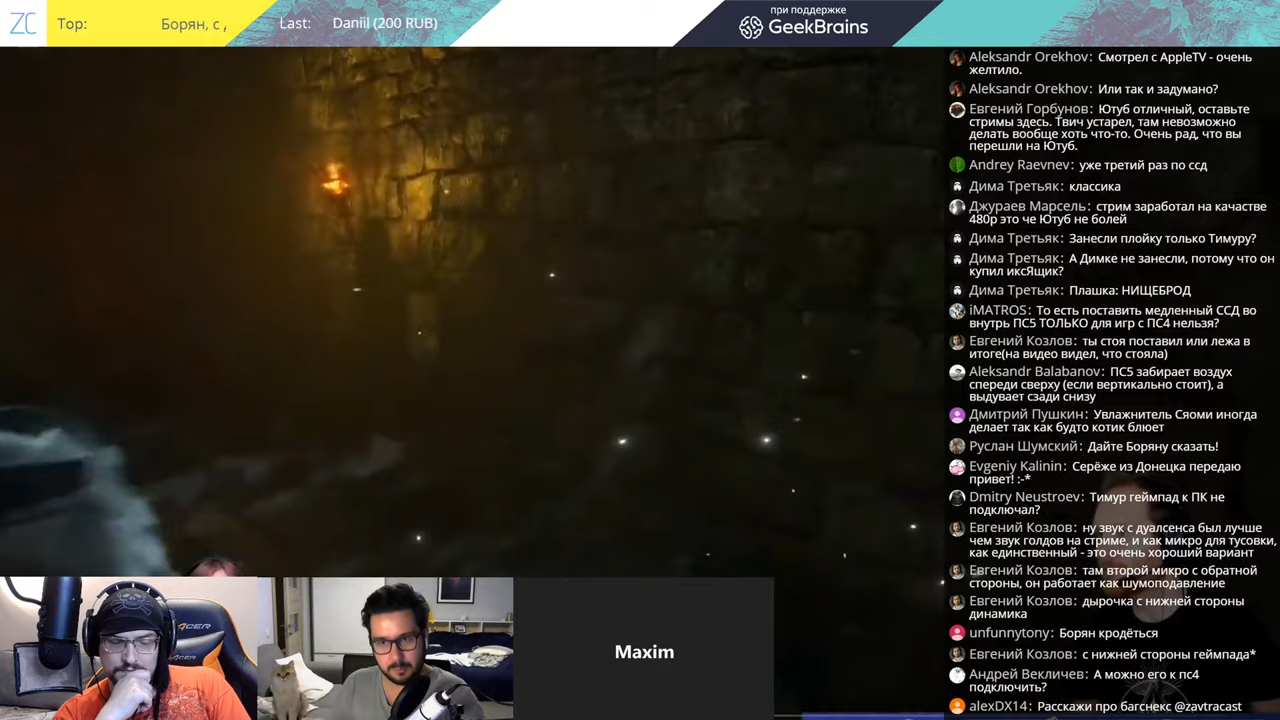 ZC
Top:
Борян, с
Last:
Daniil (200 RUB)
при поддержке
GeekBrains
Aleksandr Orekhov: Смотрел с AppleTV - очень
желтило.
Aleksandr Orekhov: Или так и задумано?
Евгений Горбунов: Ютуб отличный, оставьте
стримы здесь. Твич устарел, там невозможно
делать вообще хоть что-то. Очень рад, что вы
перешли на Ютуб.
Andrey Raevnev: уже третий раз по ссд
Дима Третьяк: классика
Джураев Марсель: стрим заработал на качастве
480p это че Ютуб не болей
Дима Третьяк: Занесли плойку только Тимуру?
Дима Третьяк: А Димке не занесли, потому что он
купил иксЯщик?
Дима Третьяк: Плашка: НИЩЕБРОД
iMATROS: То есть поставить медленный ССД во
внутрь ПС5 ТОЛЬКО для игр с ПС4 нельзя?
Евгений Козлов: ты стоя поставил или лежа в
итоге(на видео видел, что стояла)
Aleksandr Balabanov: ПС5 забирает воздух
спереди сверху (если вертикально стоит), а
выдувает сзади снизу
Дмитрий Пушкин: Увлажнитель Сяоми иногда
делает так как будто котик блюет
Руслан Шумский: Дайте Боряну сказать!
Evgeniy Kalinin: Серёже из Донецка передаю
привет! :-*
Dmitry Neustroev: Тимур геймпад к ПК не
подключал?
Евгений Козлов: ну звук с дуалсенса был лучше
чем звук голдов на стриме, и как микро для тусовки,
как единственный - это очень хороший вариант
Евгений Козлов: там второй микро с обратной
стороны, он работает как шумоподавление
Евгений Козлов: дырочка с нижней стороны
динамика
unfunnytony: Борян кродёться
Евгений Козлов: с нижней стороны геймпада*
Андрей Векличев: А можно его к пс4
подключить?
alexDX14: Расскажи про багснекс @zavtracast
ACER
ACER
Maxim